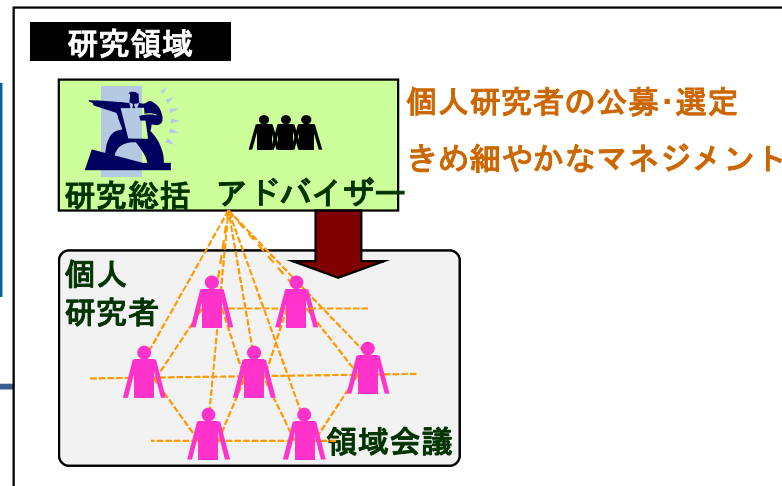 研究領域
個人研究者の公募･選定
きめ細やかなマネジメント
研究総括
アドバイザー
個人
研究者
領域会議